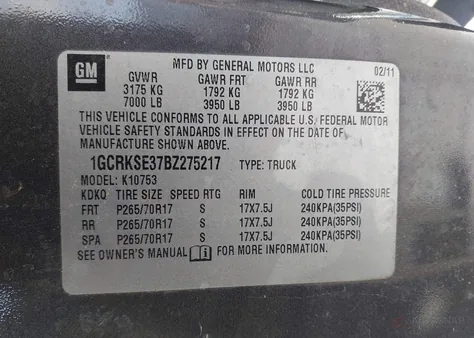 GM
MFD BY GENERAL MOTORS LLC
02/11
GVWR GAWR FRT GAWR RR
3175 KG 1792 KG 1792 KG
7000 LB 3950 LB 3950 LB
THIS VEHICLE CONFORMS TO ALL APPLICABLE U.S. FEDERAL MOTOR
VEHICLE SAFETY STANDARDS IN EFFECT ON THE DATE OF
MANUFACTURE SHOWN ABOVE.
1GCRKSE37BZ275217 TYPE: TRUCK
MODEL: K10753
KDKO TIRE SIZE SPEED RTG RIM COLD TIRE PRESSURE
FRT P265/70R17 S 17X7.5J 240KPA(35PSI)
RR P265/70R17 S 17X7.5J 240KPA(35PSI)
SPA P265/70R17 S 17X7.5J 240KPA(35PSI)
SEE OWNER'S MANUAL FOR MORE INFORMATION.